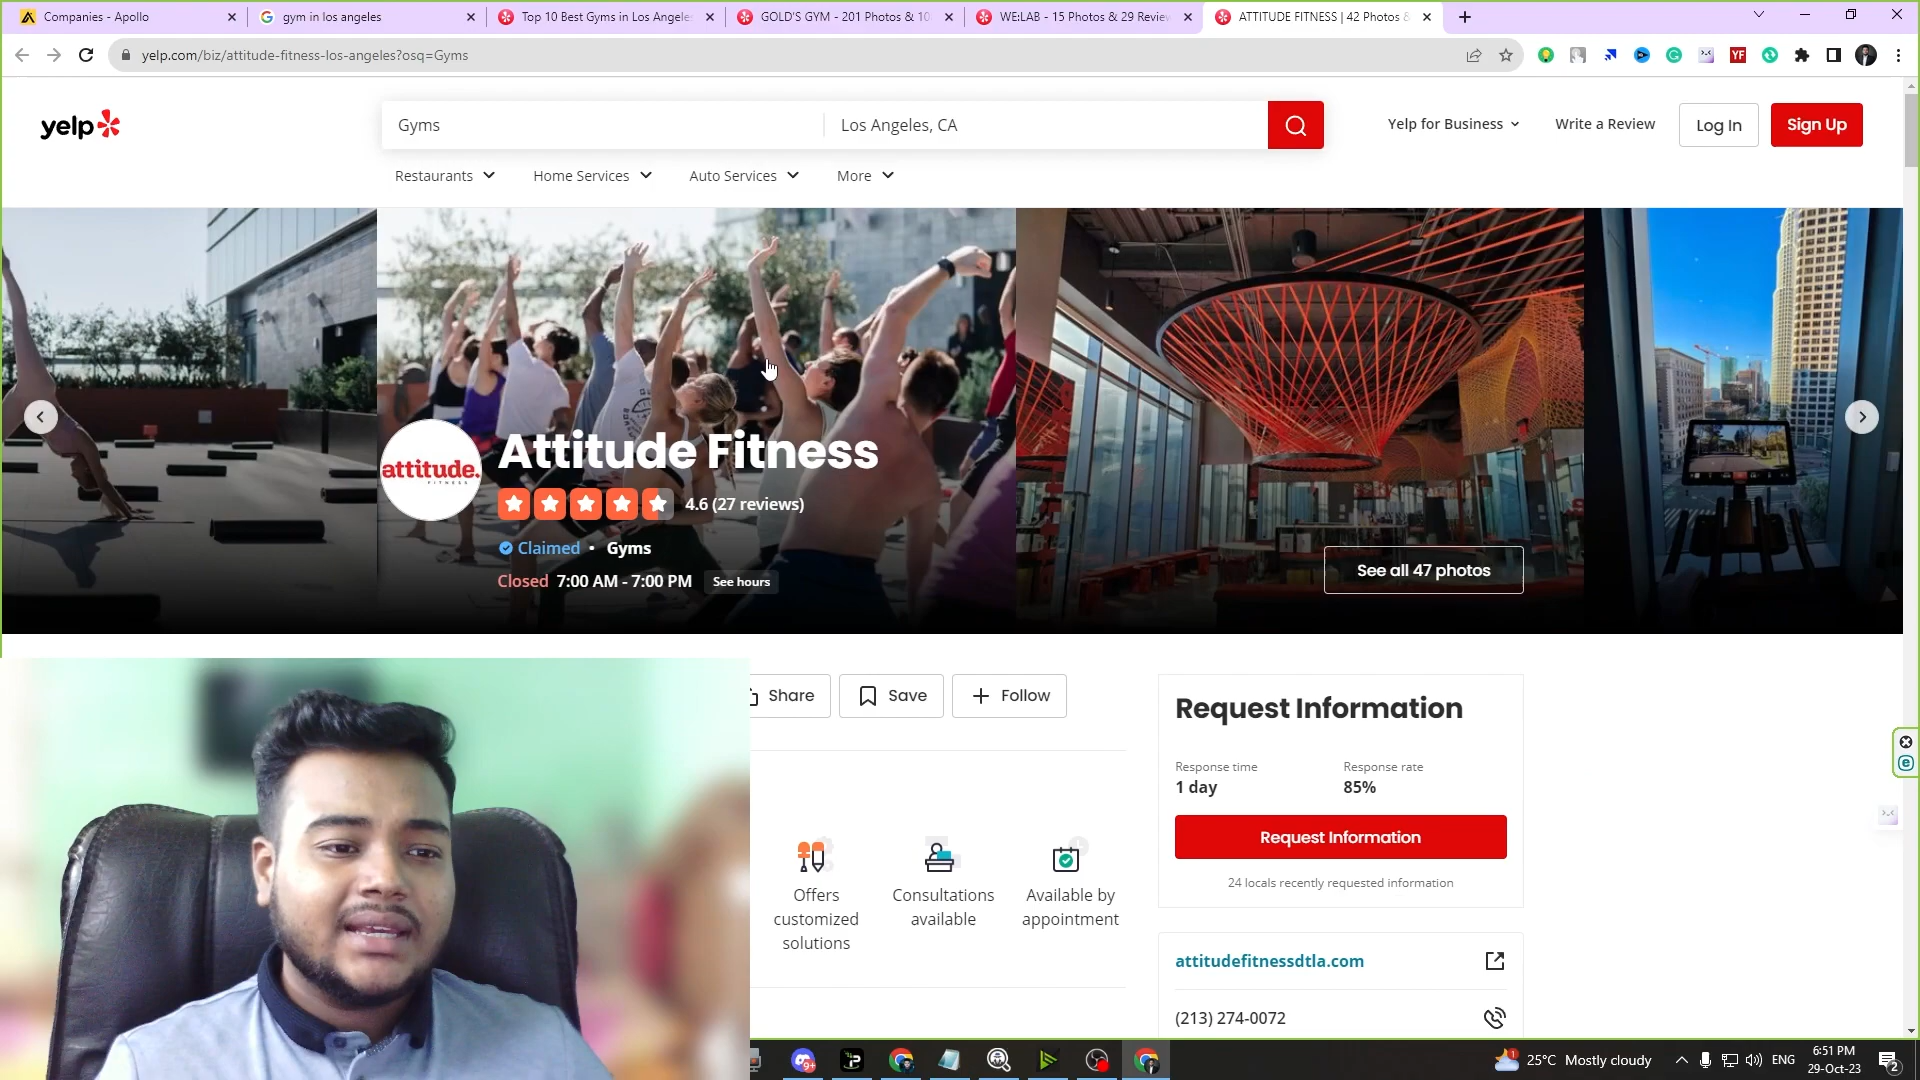 Companies - Apollo
gym in los angeles
Top 10 Best Gyms in Los Angele
GOLD'S GYM - 201 Photos & 10
WE:LAB - 15 Photos & 29 Review
ATTITUDE FITNESS | 42 Photos &
yelp.com/biz/attitude-fitness-los-angeles?osq=Gyms
YF
yelp
Gyms
Los Angeles, CA
Yelp for Business
Write a Review
Log In
Sign Up
Restaurants
Home Services
Auto Services
More
attitude.
FITNESS
Attitude Fitness
4.6 (27 reviews)
Claimed • Gyms
Closed 7:00 AM - 7:00 PM
See hours
See all 47 photos
Share
Save
Follow
Request Information
Response time
1 day
Response rate
85%
Request Information
24 locals recently requested information
Offers
customized
solutions
Consultations
available
Available by
appointment
attitudefitnessdtla.com
(213) 274-0072
9+
1
25°C Mostly cloudy
ENG
6:51 PM
29-Oct-23
2